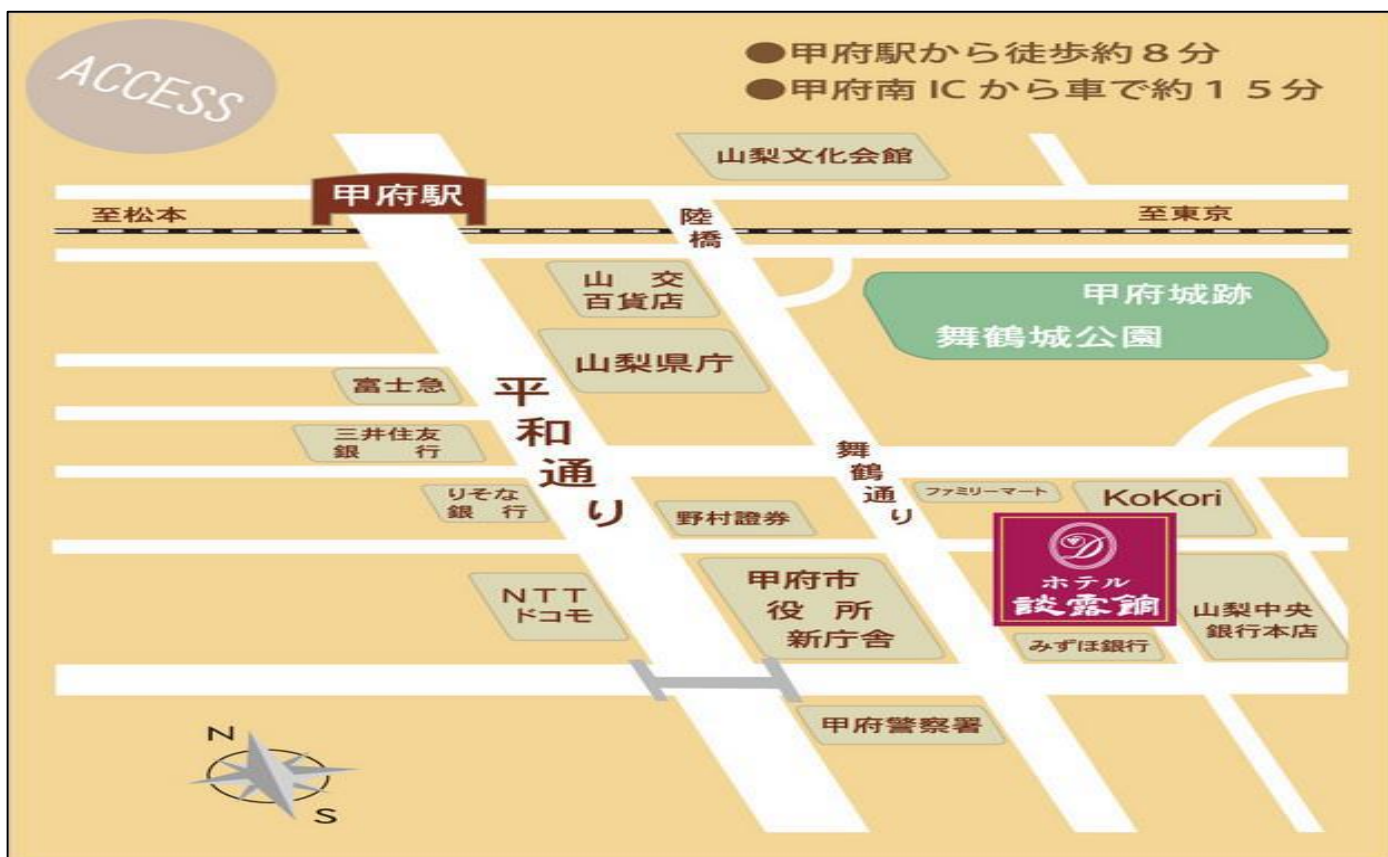 ACCESS
●甲府駅から徒歩約８分
●甲府南ICから車で約１５分
山梨文化会館
甲府駅
至松本
陸橋
至東京
山交
百貨店
甲府城跡
舞鶴城公園
山梨県庁
富士急
平和通り
三井住友
銀行
舞鶴通り
りそな
銀行
野村證券
ファミリーマート
KoKori
D
ホテル
談露館
NTT
ドコモ
甲府市
役所
新庁舎
山梨中央
銀行本店
みずほ銀行
甲府警察署
N
S